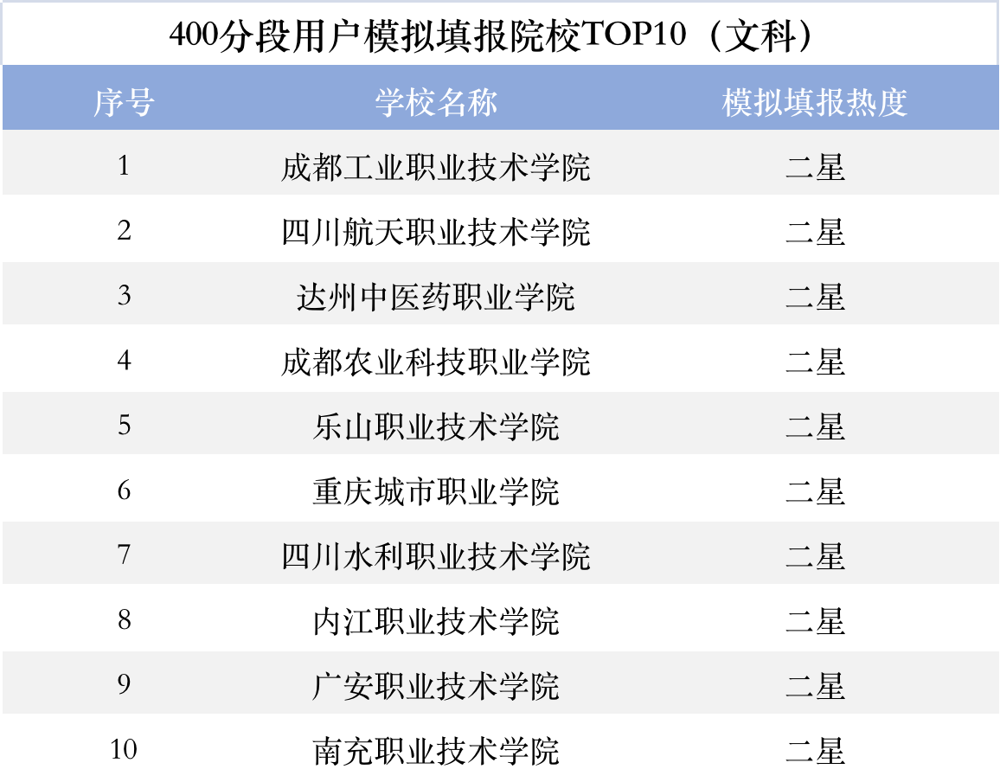 400分段用户模拟填报院校TOP10（文科）
序号 学校名称 模拟填报热度
1 成都工业职业技术学院 二星
2 四川航天职业技术学院 二星
3 达州中医药职业学院 二星
4 成都农业科技职业学院 二星
5 乐山职业技术学院 二星
6 重庆城市职业学院 二星
7 四川水利职业技术学院 二星
8 内江职业技术学院 二星
9 广安职业技术学院 二星
10 南充职业技术学院 二星